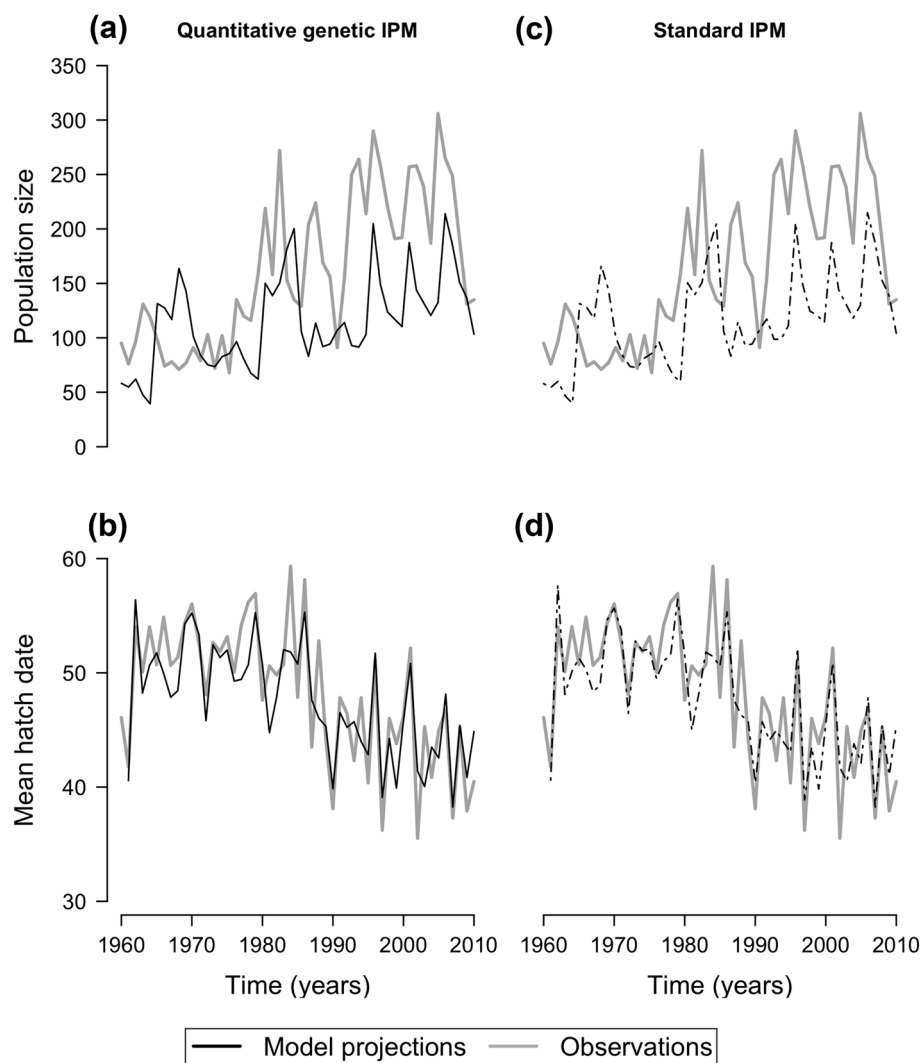 (a) Quantitative genetic IPM
(c) Standard IPM
Population size
350
300
250
200
150
100
50
0
(b)
(d)
Mean hatch date
60
50
40
30
1960 1970 1980 1990 2000 2010
1960 1970 1980 1990 2000 2010
Time (years)
Time (years)
Model projections Observations